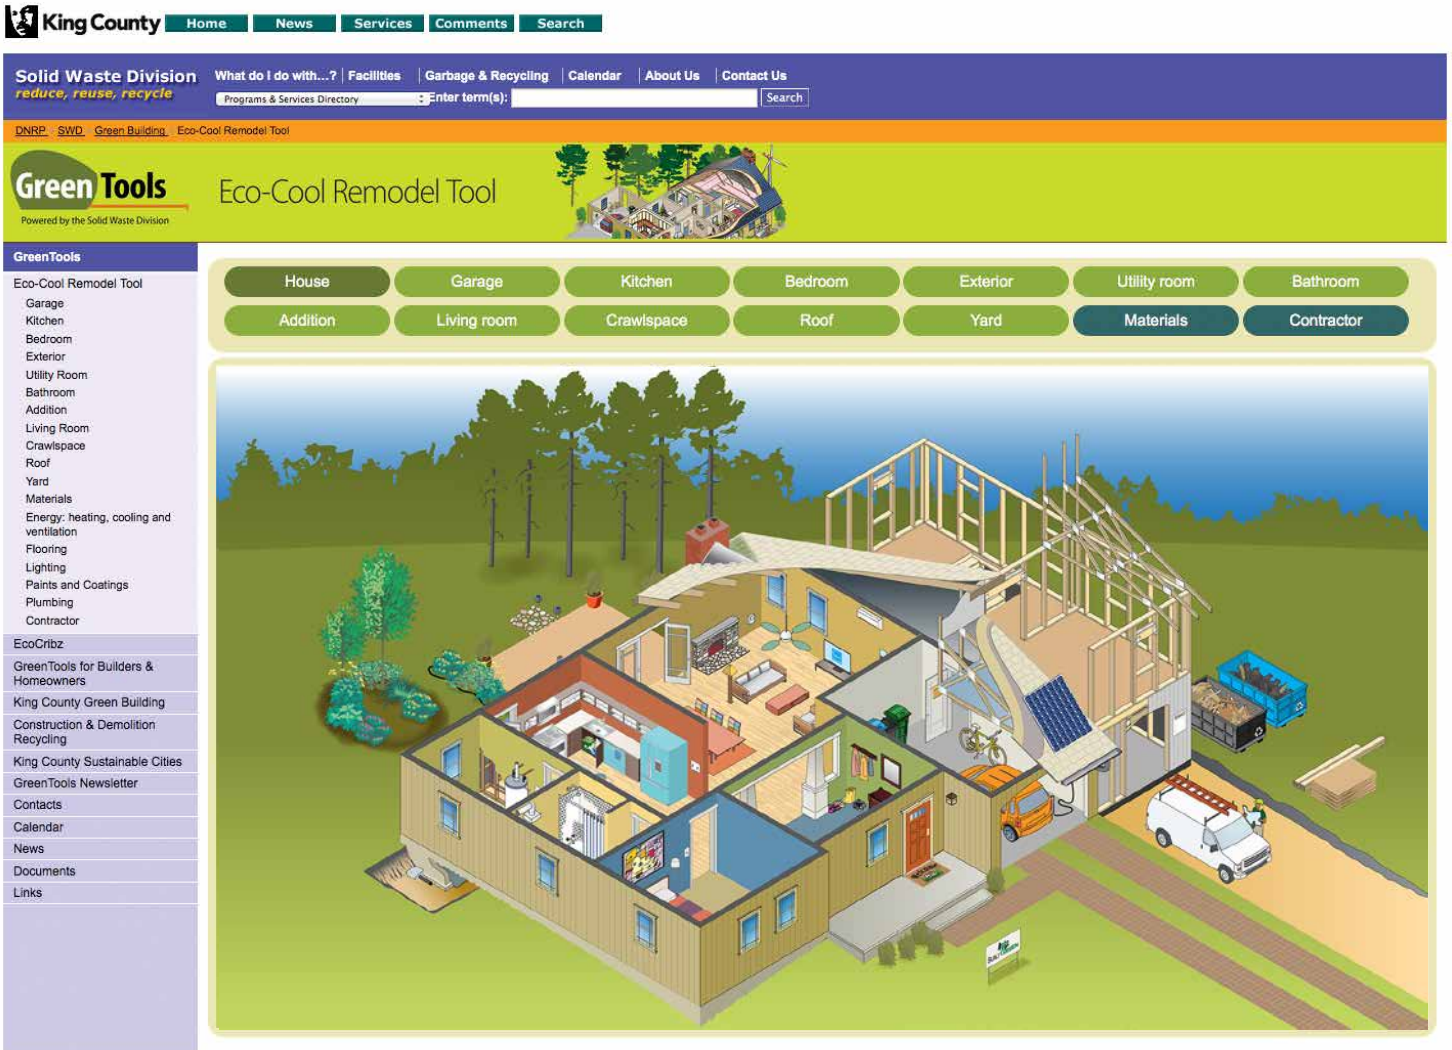 King County Home News Services Comments Search
Solid Waste Division
reduce, reuse, recycle
What do I do with...? Facilities Garbage & Recycling Calendar About Us Contact Us
Programs & Services Directory Enter term(s): Search
DNRP SWD Green Building Eco-Cool Remodel Tool
Green Tools
Powered by the Solid Waste Division
Eco-Cool Remodel Tool
GreenTools
Eco-Cool Remodel Tool
Garage
Kitchen
Bedroom
Exterior
Utility Room
Bathroom
Addition
Living Room
Crawlspace
Roof
Yard
Materials
Energy: heating, cooling and
ventilation
Flooring
Lighting
Paints and Coatings
Plumbing
Contractor
EcoCribz
GreenTools for Builders &
Homeowners
King County Green Building
Construction & Demolition
Recycling
King County Sustainable Cities
GreenTools Newsletter
Contacts
Calendar
News
Documents
Links
House Garage Kitchen Bedroom Exterior Utility room Bathroom
Addition Living room Crawlspace Roof Yard Materials Contractor